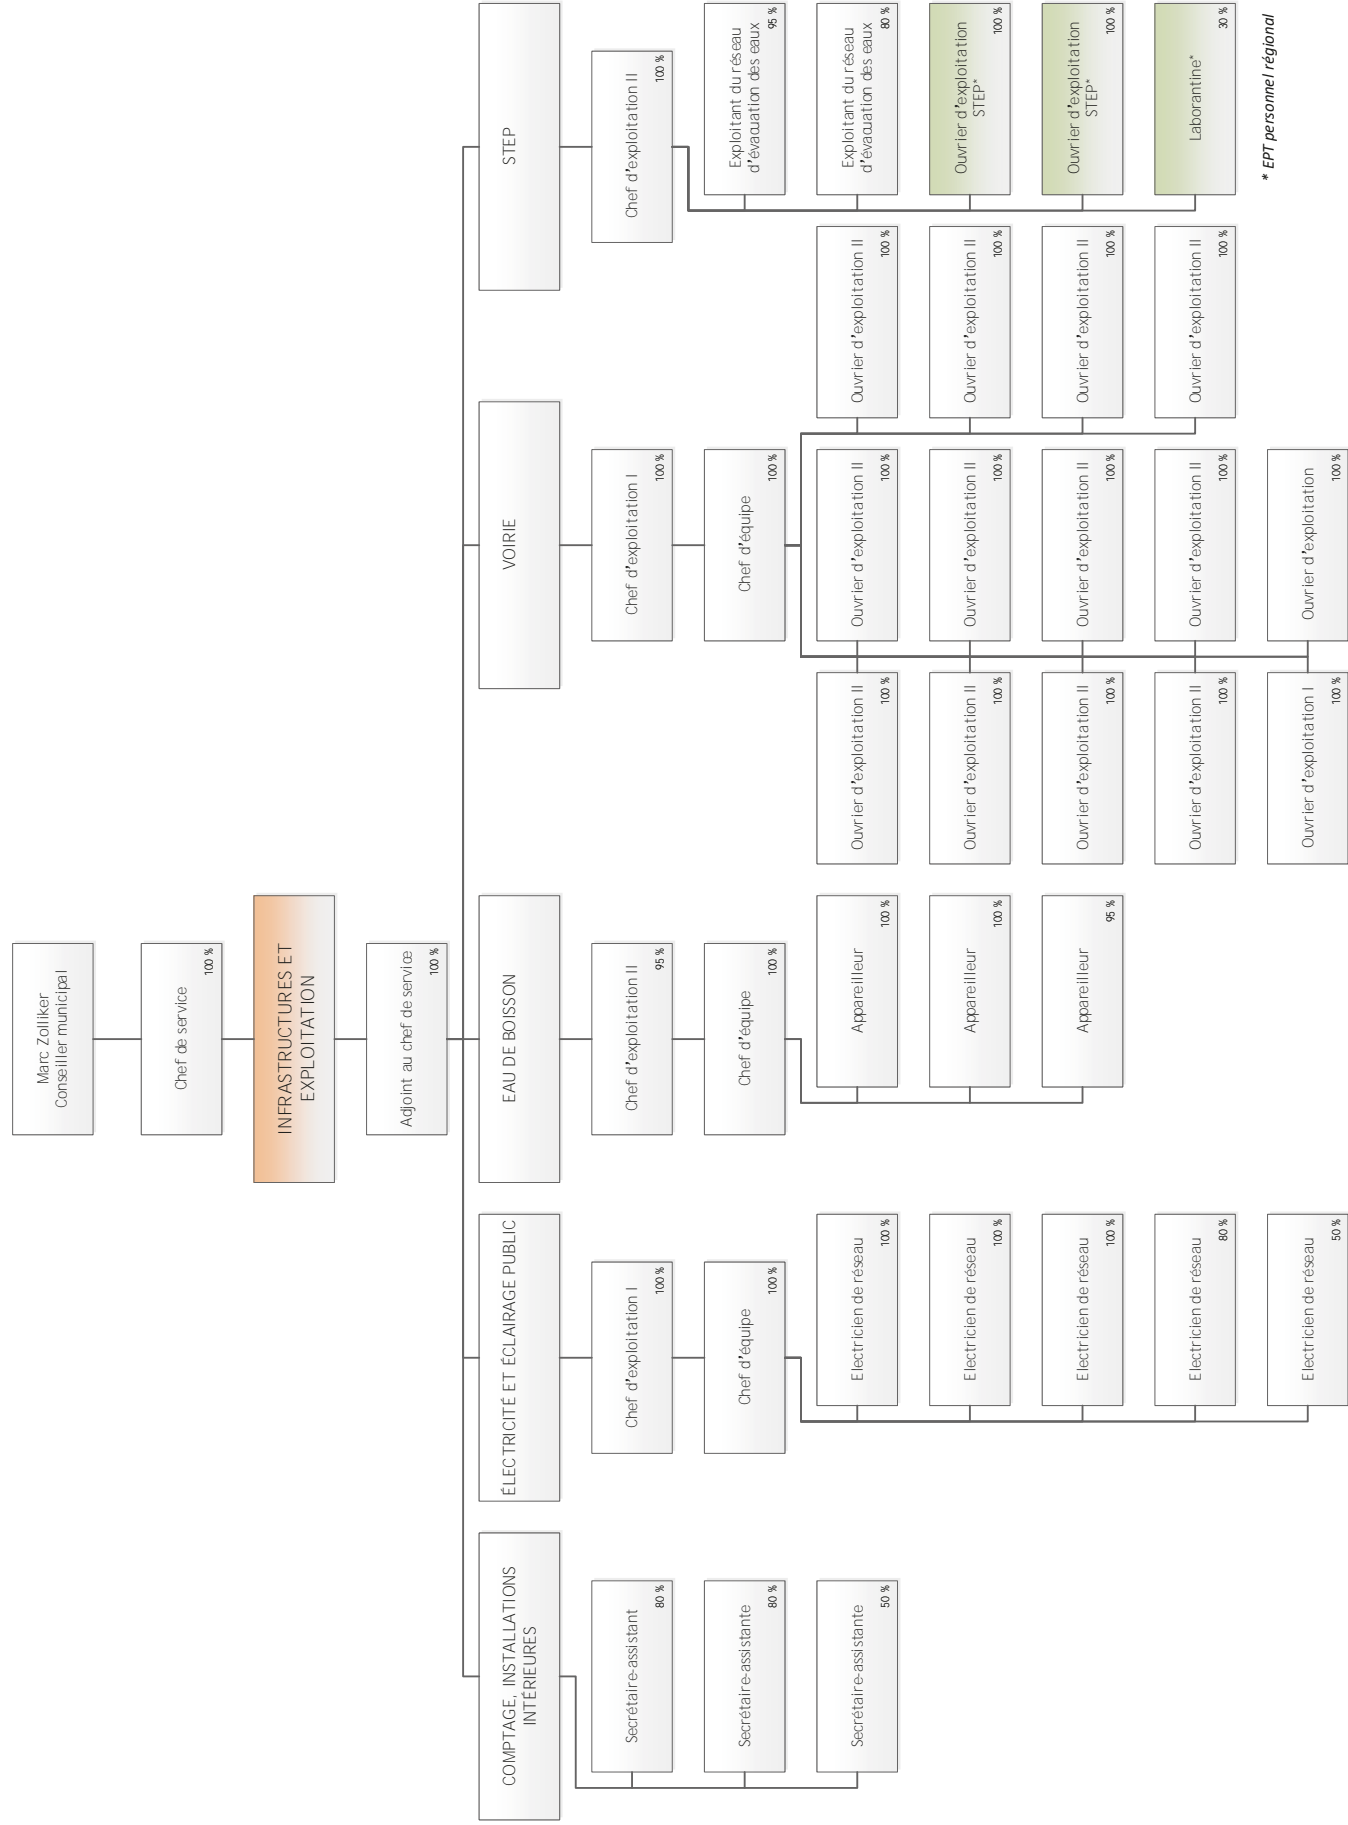 Marc Zolliker
Conseiller municipal
Chef de service
100 %
INFRASTRUCTURES ET
EXPLOITATION
Adjoint au chef de service
100 %
COMPTAGE, INSTALLATIONS
INTÉRIEURES
Secrétaire-assistant
80 %
Secrétaire-assistante
80 %
Secrétaire-assistante
50 %
ÉLECTRICITÉ ET ÉCLAIRAGE PUBLIC
Chef d'exploitation I
100 %
Chef d'équipe
100 %
Electricien de réseau
100 %
Electricien de réseau
100 %
Electricien de réseau
100 %
Electricien de réseau
80 %
Electricien de réseau
50 %
EAU DE BOISSON
Chef d'exploitation II
95 %
Chef d'équipe
100 %
Appareilleur
100 %
Appareilleur
100 %
Appareilleur
95 %
VOIRIE
Chef d'exploitation I
100 %
Chef d'équipe
100 %
Ouvrier d'exploitation II
100 %
Ouvrier d'exploitation II
100 %
Ouvrier d'exploitation II
100 %
Ouvrier d'exploitation II
100 %
Ouvrier d'exploitation I
100 %
Ouvrier d'exploitation II
100 %
Ouvrier d'exploitation II
100 %
Ouvrier d'exploitation II
100 %
Ouvrier d'exploitation II
100 %
Ouvrier d'exploitation
100 %
Ouvrier d'exploitation II
100 %
Ouvrier d'exploitation II
100 %
Ouvrier d'exploitation II
100 %
Ouvrier d'exploitation II
100 %
STEP
Chef d'exploitation II
100 %
Exploitant du réseau
d'évacuation des eaux
95 %
Exploitant du réseau
d'évacuation des eaux
80 %
Ouvrier d'exploitation
STEP*
100 %
Ouvrier d'exploitation
STEP*
100 %
Laborantine*
30 %
* EPT personnel régional